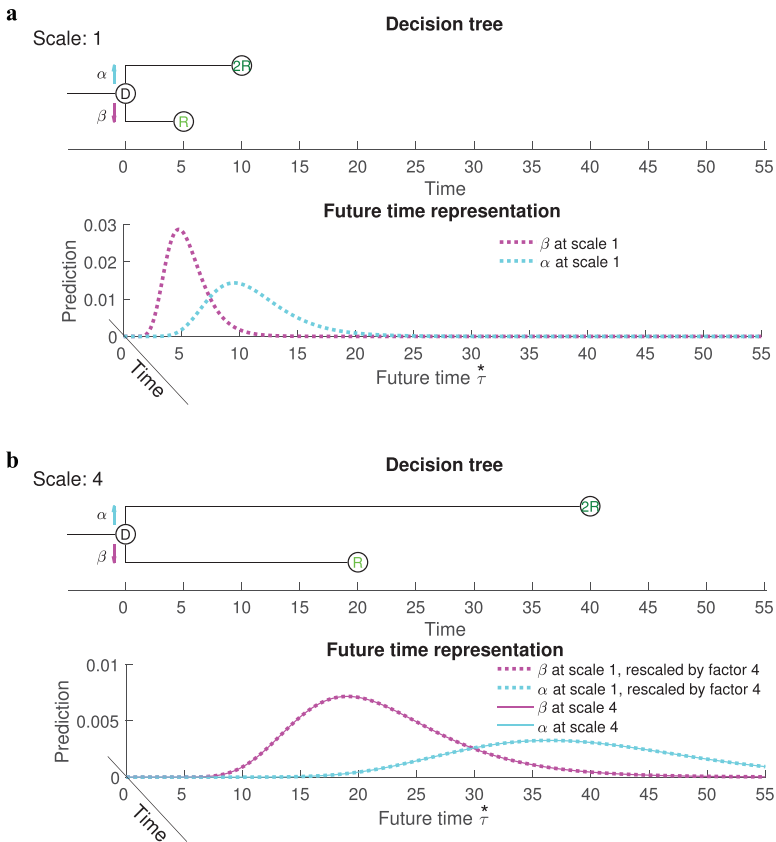 a
Decision tree
Scale: 1
α
2R
D
β
R
0 5 10 15 20 25 30 35 40 45 50 55
Time
Future time representation
0.03
0.02
0.01
0
Prediction
β at scale 1
α at scale 1
0 5 10 15 20 25 30 35 40 45 50 55
Time
Future time τ*
b
Decision tree
Scale: 4
α
2R
D
β
R
0 5 10 15 20 25 30 35 40 45 50 55
Time
Future time representation
0.01
0.005
0
Prediction
β at scale 1, rescaled by factor 4
α at scale 1, rescaled by factor 4
β at scale 4
α at scale 4
0 5 10 15 20 25 30 35 40 45 50 55
Time
Future time τ*